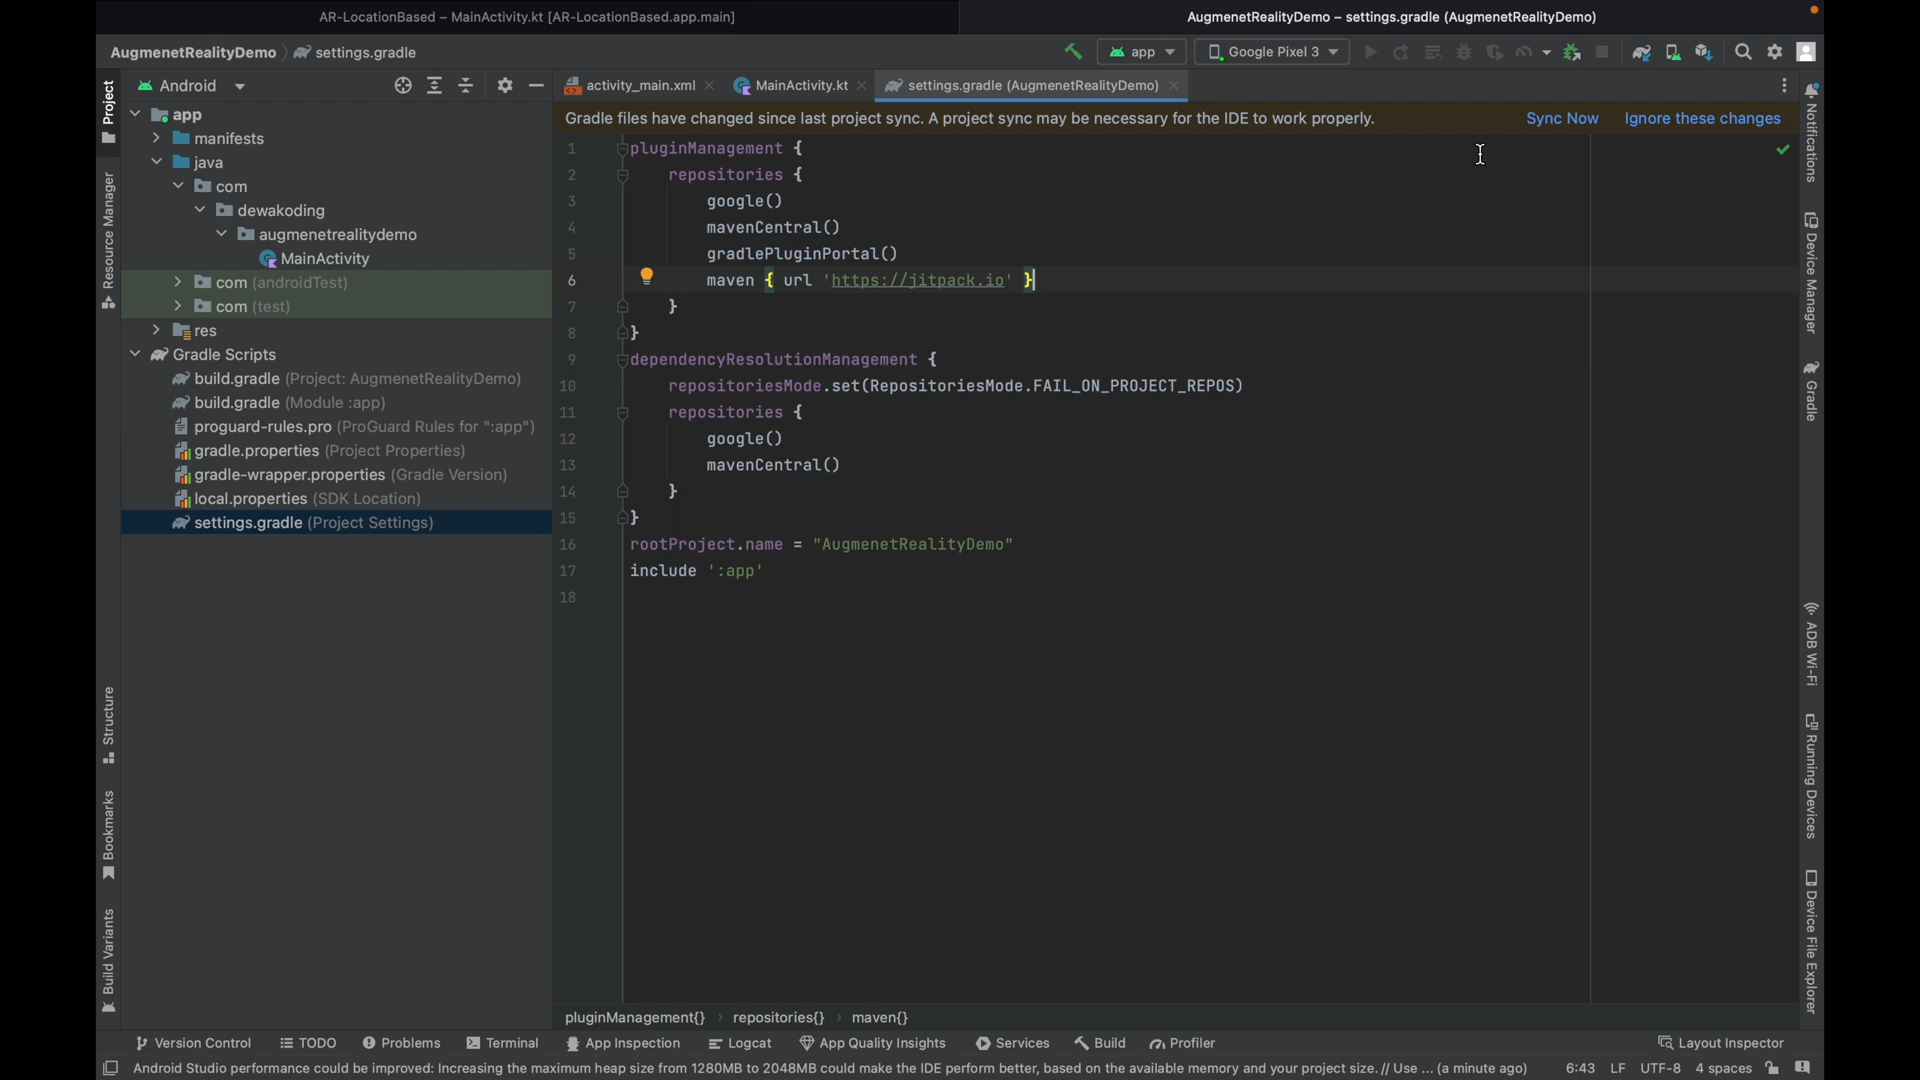 AR-LocationBased – MainActivity.kt [AR-LocationBased.app.main]
AugmenetRealityDemo – settings.gradle (AugmenetRealityDemo)
AugmenetRealityDemo settings.gradle
app
Google Pixel 3
Project
Android
activity_main.xml
MainActivity.kt
settings.gradle (AugmenetRealityDemo)
Gradle files have changed since last project sync. A project sync may be necessary for the IDE to work properly.
Sync Now
Ignore these changes
app
manifests
java
com
dewakoding
augmenetrealitydemo
MainActivity
com (androidTest)
com (test)
res
Gradle Scripts
build.gradle (Project: AugmenetRealityDemo)
build.gradle (Module :app)
proguard-rules.pro (ProGuard Rules for ":app")
gradle.properties (Project Properties)
gradle-wrapper.properties (Gradle Version)
local.properties (SDK Location)
settings.gradle (Project Settings)
Resource Manager
Structure
Bookmarks
Build Variants
1 pluginManagement {
2 repositories {
3 google()
4 mavenCentral()
5 gradlePluginPortal()
6 maven { url 'https://jitpack.io' }
7 }
8 }
9 dependencyResolutionManagement {
10 repositoriesMode.set(RepositoriesMode.FAIL_ON_PROJECT_REPOS)
11 repositories {
12 google()
13 mavenCentral()
14 }
15 }
16 rootProject.name = "AugmenetRealityDemo"
17 include ':app'
18
Notifications
Device Manager
Gradle
ADB Wi-Fi
Running Devices
Device File Explorer
pluginManagement{} repositories{} maven{}
Version Control
TODO
Problems
Terminal
App Inspection
Logcat
App Quality Insights
Services
Build
Profiler
Layout Inspector
Android Studio performance could be improved: Increasing the maximum heap size from 1280MB to 2048MB could make the IDE perform better, based on the available memory and your project size. // Use ... (a minute ago)
6:43 LF UTF-8 4 spaces